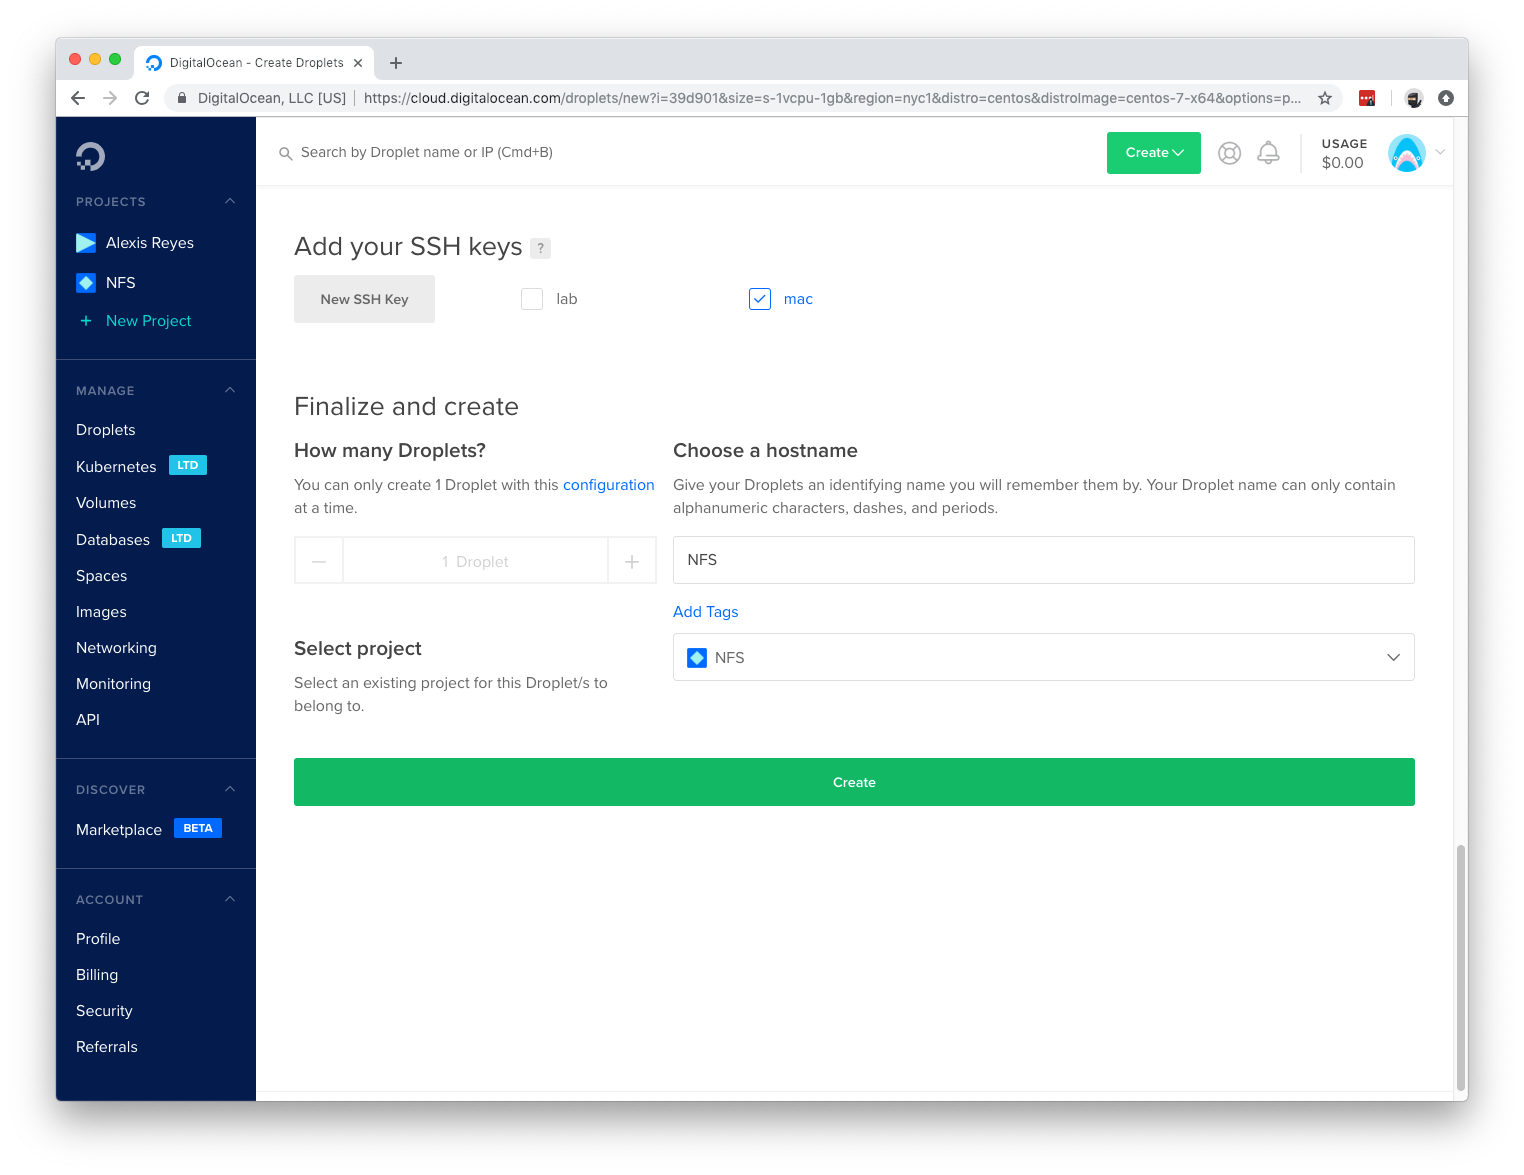 DigitalOcean - Create Droplets
DigitalOcean, LLC [US]
https://cloud.digitalocean.com/droplets/new?i=39d901&size=s-1vcpu-1gb&region=nyc1&distro=centos&distroImage=centos-7-x64&options=p...
Search by Droplet name or IP (Cmd+B)
Create
USAGE
$0.00
PROJECTS
Alexis Reyes
NFS
+ New Project
MANAGE
Droplets
Kubernetes LTD
Volumes
Databases LTD
Spaces
Images
Networking
Monitoring
API
DISCOVER
Marketplace BETA
ACCOUNT
Profile
Billing
Security
Referrals
Add your SSH keys ?
New SSH Key
lab
mac
Finalize and create
How many Droplets?
You can only create 1 Droplet with this configuration
at a time.
1 Droplet
Choose a hostname
Give your Droplets an identifying name you will remember them by. Your Droplet name can only contain
alphanumeric characters, dashes, and periods.
NFS
Add Tags
Select project
Select an existing project for this Droplet/s to
belong to.
NFS
Create